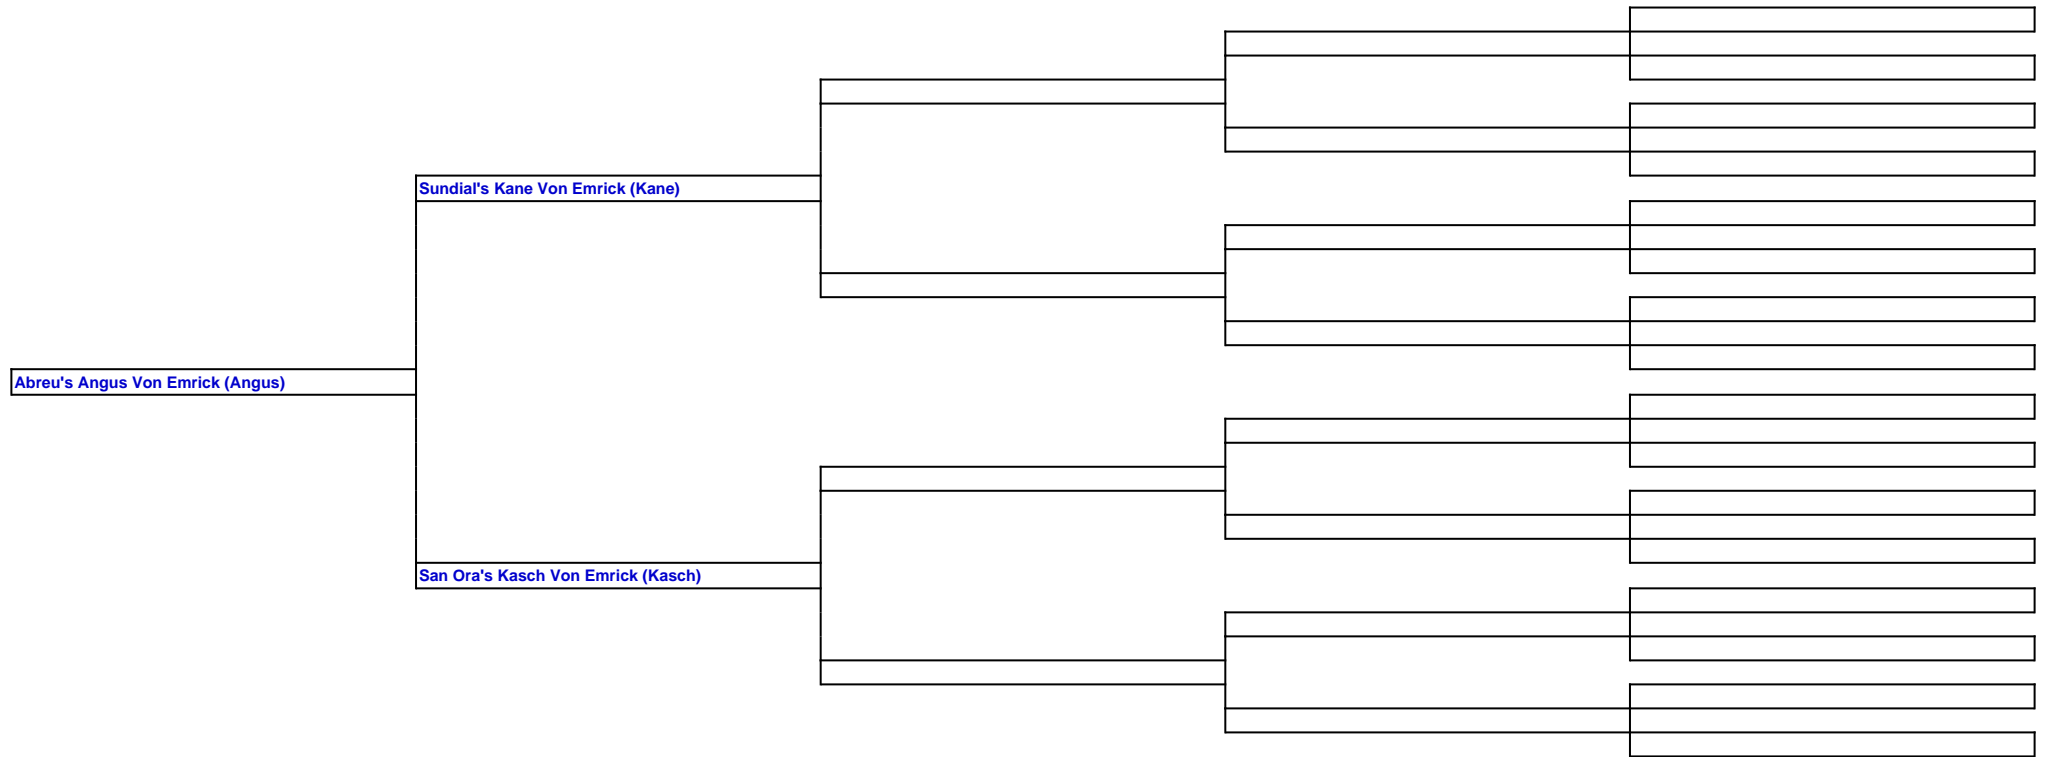 Sundial's Kane Von Emrick (Kane)
Abreu's Angus Von Emrick (Angus)
San Ora's Kasch Von Emrick (Kasch)